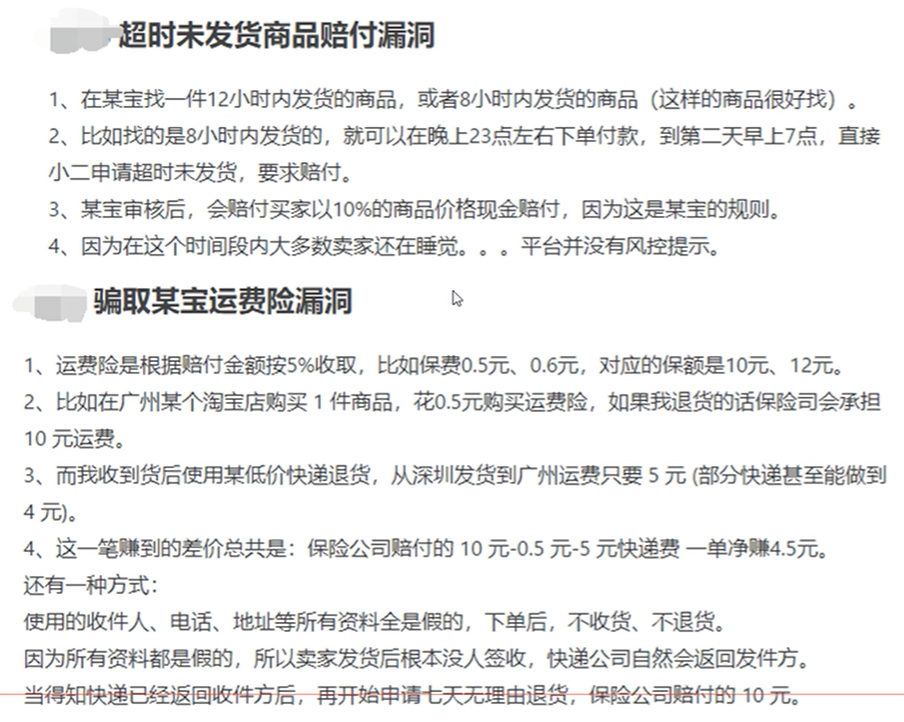 超时未发货商品赔付漏洞
1、在某宝找一件12小时内发货的商品，或者8小时内发货的商品（这样的商品很好找）。
2、比如找的是8小时内发货的，就可以在晚上23点左右下单付款，到第二天早上7点，直接
小二申请超时未发货，要求赔付。
3、某宝审核后，会赔付买家以10%的商品价格现金赔付，因为这是某宝的规则。
4、因为在这个时间段内大多数卖家还在睡觉。。。平台并没有风控提示。
骗取某宝运费险漏洞
1、运费险是根据赔付金额按5%收取，比如保费0.5元、0.6元，对应的保额是10元、12元。
2、比如在广州某个淘宝店购买 1 件商品，花0.5元购买运费险，如果我退货的话保险司会承担
10 元运费。
3、而我收到货后使用某低价快递退货，从深圳发货到广州运费只要 5 元 (部分快递甚至能做到
4 元)。
4、这一笔赚到的差价总共是：保险公司赔付的 10 元-0.5 元-5 元快递费 一单净赚4.5元。
还有一种方式：
使用的收件人、电话、地址等所有资料全是假的，下单后，不收货、不退货。
因为所有资料都是假的，所以卖家发货后根本没人签收，快递公司自然会返回发件方。
当得知快递已经返回收件方后，再开始申请七天无理由退货，保险公司赔付的 10 元。